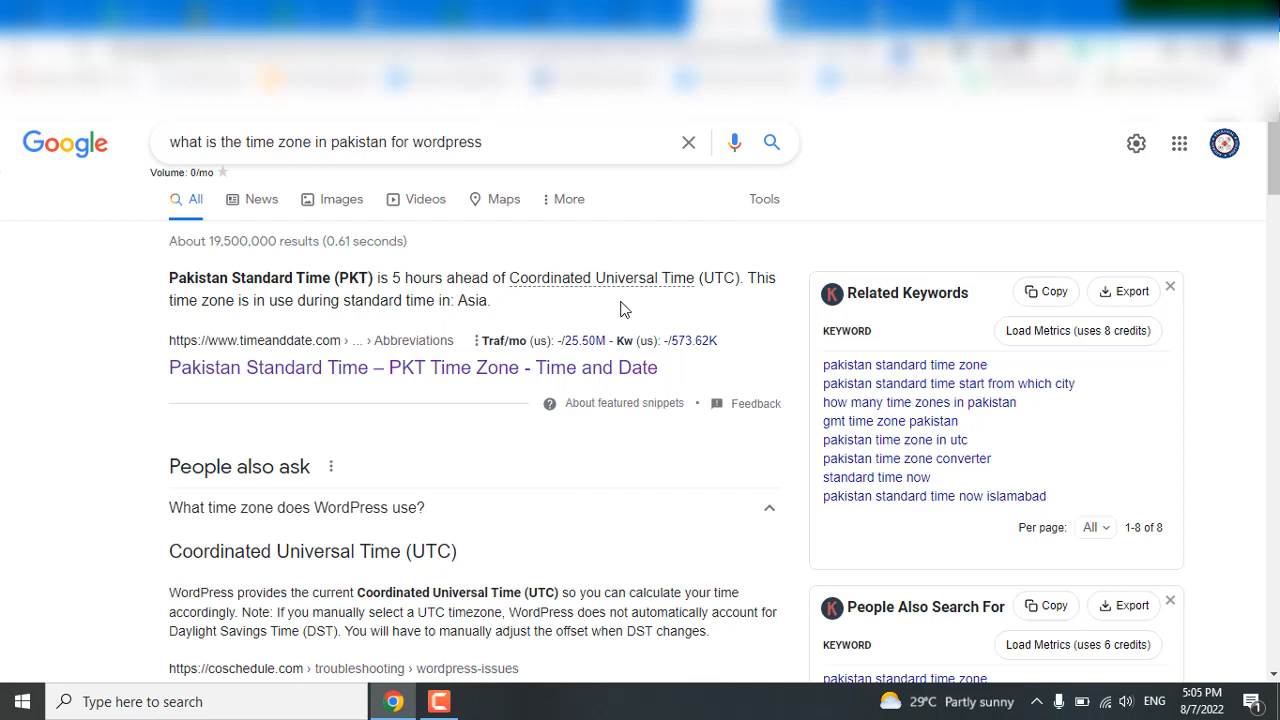 Google
what is the time zone in pakistan for wordpress
Volume: 0/mo
All
News
Images
Videos
Maps
More
Tools
About 19,500,000 results (0.61 seconds)
Pakistan Standard Time (PKT) is 5 hours ahead of Coordinated Universal Time (UTC). This
time zone is in use during standard time in: Asia.
https://www.timeanddate.com › ... › Abbreviations
Traf/mo (us): -/25.50M - Kw (us): -/573.62K
Pakistan Standard Time – PKT Time Zone - Time and Date
About featured snippets • Feedback
People also ask
What time zone does WordPress use?
Coordinated Universal Time (UTC)
WordPress provides the current Coordinated Universal Time (UTC) so you can calculate your time
accordingly. Note: If you manually select a UTC timezone, WordPress does not automatically account for
Daylight Savings Time (DST). You will have to manually adjust the offset when DST changes.
https://coschedule.com › troubleshooting › wordpress-issues
Related Keywords
Copy
Export
KEYWORD
Load Metrics (uses 8 credits)
pakistan standard time zone
pakistan standard time start from which city
how many time zones in pakistan
gmt time zone pakistan
pakistan time zone in utc
pakistan time zone converter
standard time now
pakistan standard time now islamabad
Per page: All 1-8 of 8
People Also Search For
Copy
Export
KEYWORD
Load Metrics (uses 6 credits)
pakistan standard time zone
Type here to search
29°C Partly sunny
ENG
5:05 PM
8/7/2022
1